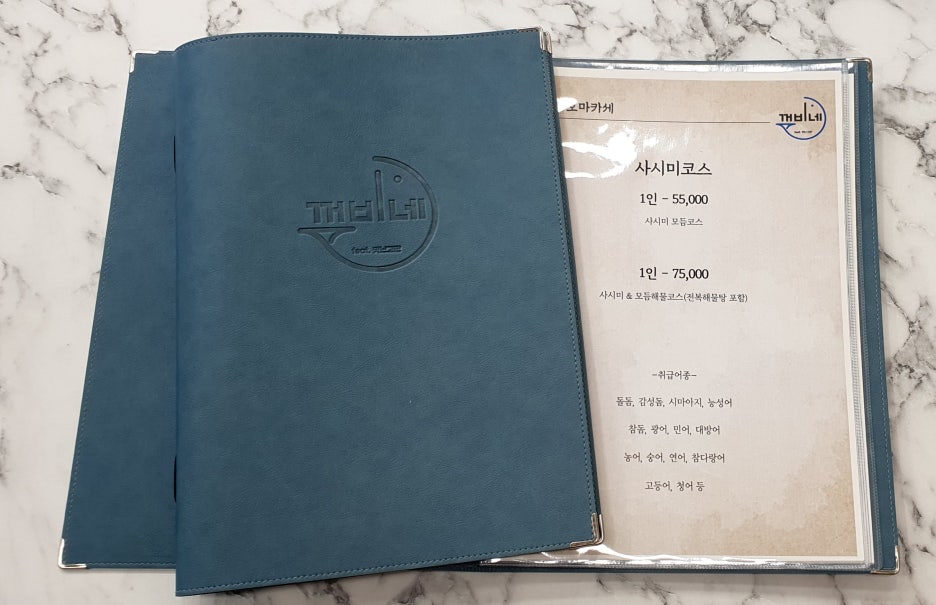 껍비네
feat.
오마카세
껍비네
사시미코스
1인 - 55,000
사시미 모듬코스
1인 - 75,000
사시미 & 모듬해물코스(전복해물탕 포함)
-취급어종-
돌돔, 감성돔, 시마아지, 능성어
참돔, 광어, 민어, 대방어
농어, 숭어, 연어, 참다랑어
고등어, 청어 등